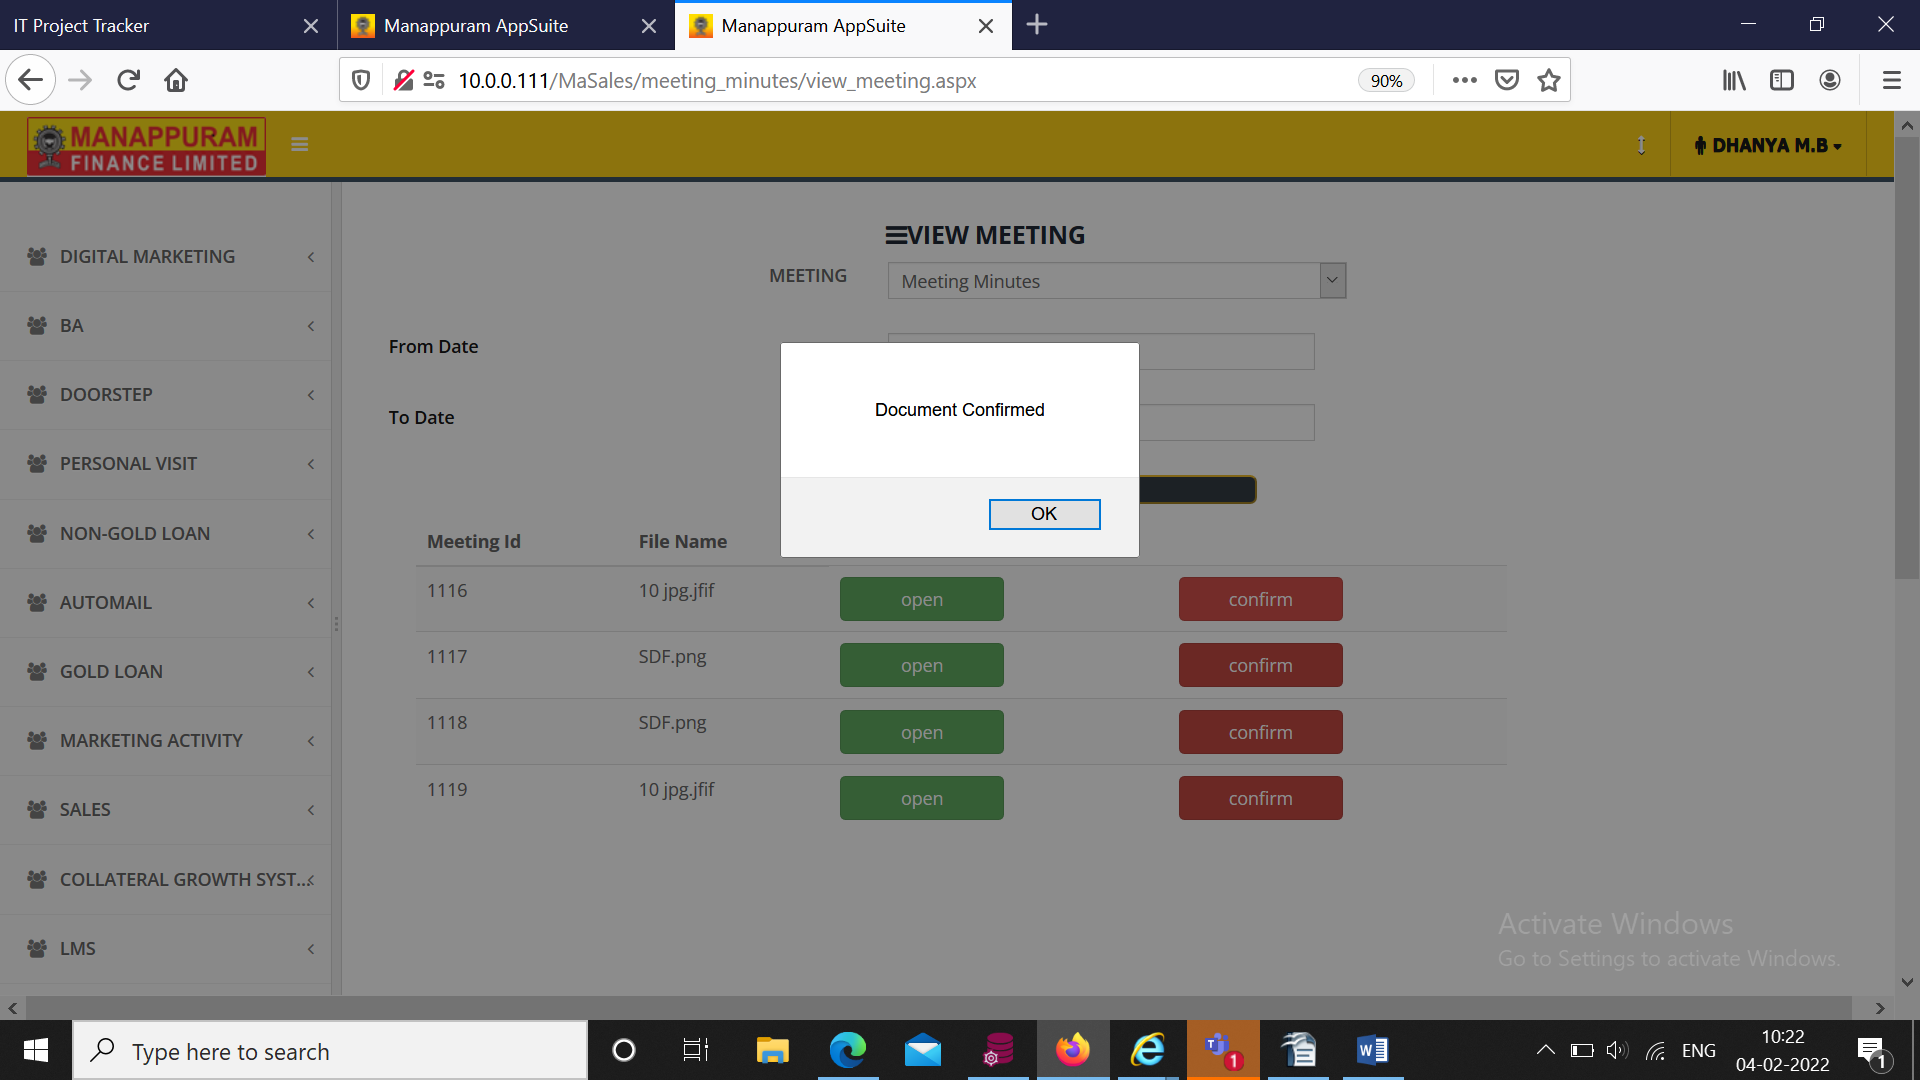 IT Project Tracker
Manappuram AppSuite
Manappuram AppSuite
10.0.0.111/MaSales/meeting_minutes/view_meeting.aspx
90%
MANAPPURAM
FINANCE LIMITED
DHANYA M.B
DIGITAL MARKETING
BA
DOORSTEP
PERSONAL VISIT
NON-GOLD LOAN
AUTOMAIL
GOLD LOAN
MARKETING ACTIVITY
SALES
COLLATERAL GROWTH SYST...
LMS
VIEW MEETING
MEETING
Meeting Minutes
From Date
To Date
Document Confirmed
OK
Meeting Id File Name
1116 10 jpg.jfif open confirm
1117 SDF.png open confirm
1118 SDF.png open confirm
1119 10 jpg.jfif open confirm
Activate Windows
Go to Settings to activate Windows.
Type here to search
1
ENG
10:22
04-02-2022
1